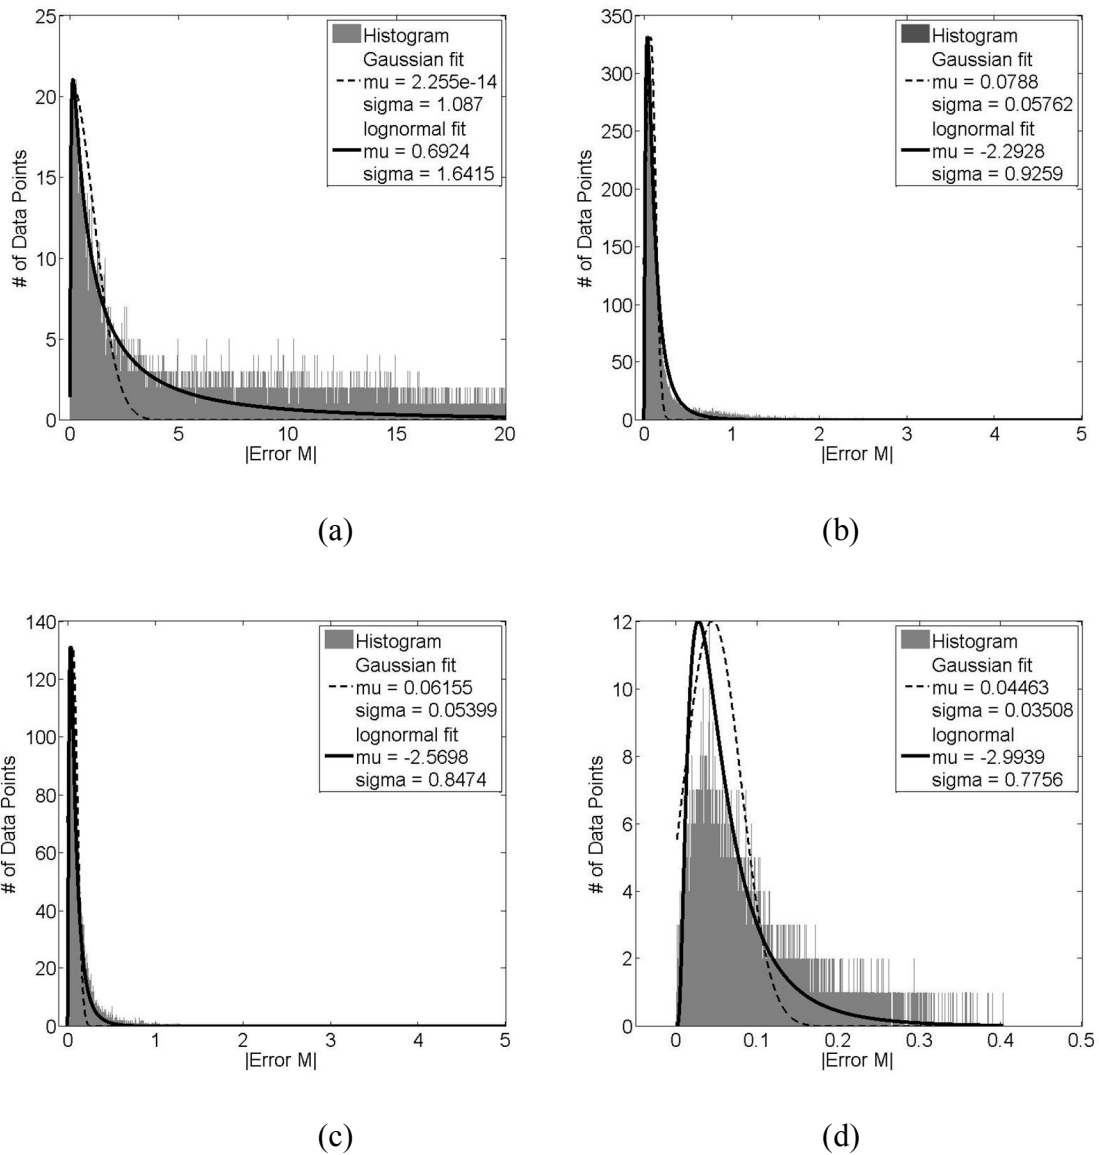 25
20
15
10
5
0
# of Data Points
0
5
10
15
20
|Error M|
Histogram
Gaussian fit
mu = 2.255e-14
sigma = 1.087
lognormal fit
mu = 0.6924
sigma = 1.6415
(a)
350
300
250
200
150
100
50
0
# of Data Points
0
1
2
3
4
5
|Error M|
Histogram
Gaussian fit
mu = 0.0788
sigma = 0.05762
lognormal fit
mu = -2.2928
sigma = 0.9259
(b)
140
120
100
80
60
40
20
0
# of Data Points
0
1
2
3
4
5
|Error M|
Histogram
Gaussian fit
mu = 0.06155
sigma = 0.05399
lognormal fit
mu = -2.5698
sigma = 0.8474
(c)
12
10
8
6
4
2
0
# of Data Points
0
0.1
0.2
0.3
0.4
0.5
|Error M|
Histogram
Gaussian fit
mu = 0.04463
sigma = 0.03508
lognormal
mu = -2.9939
sigma = 0.7756
(d)